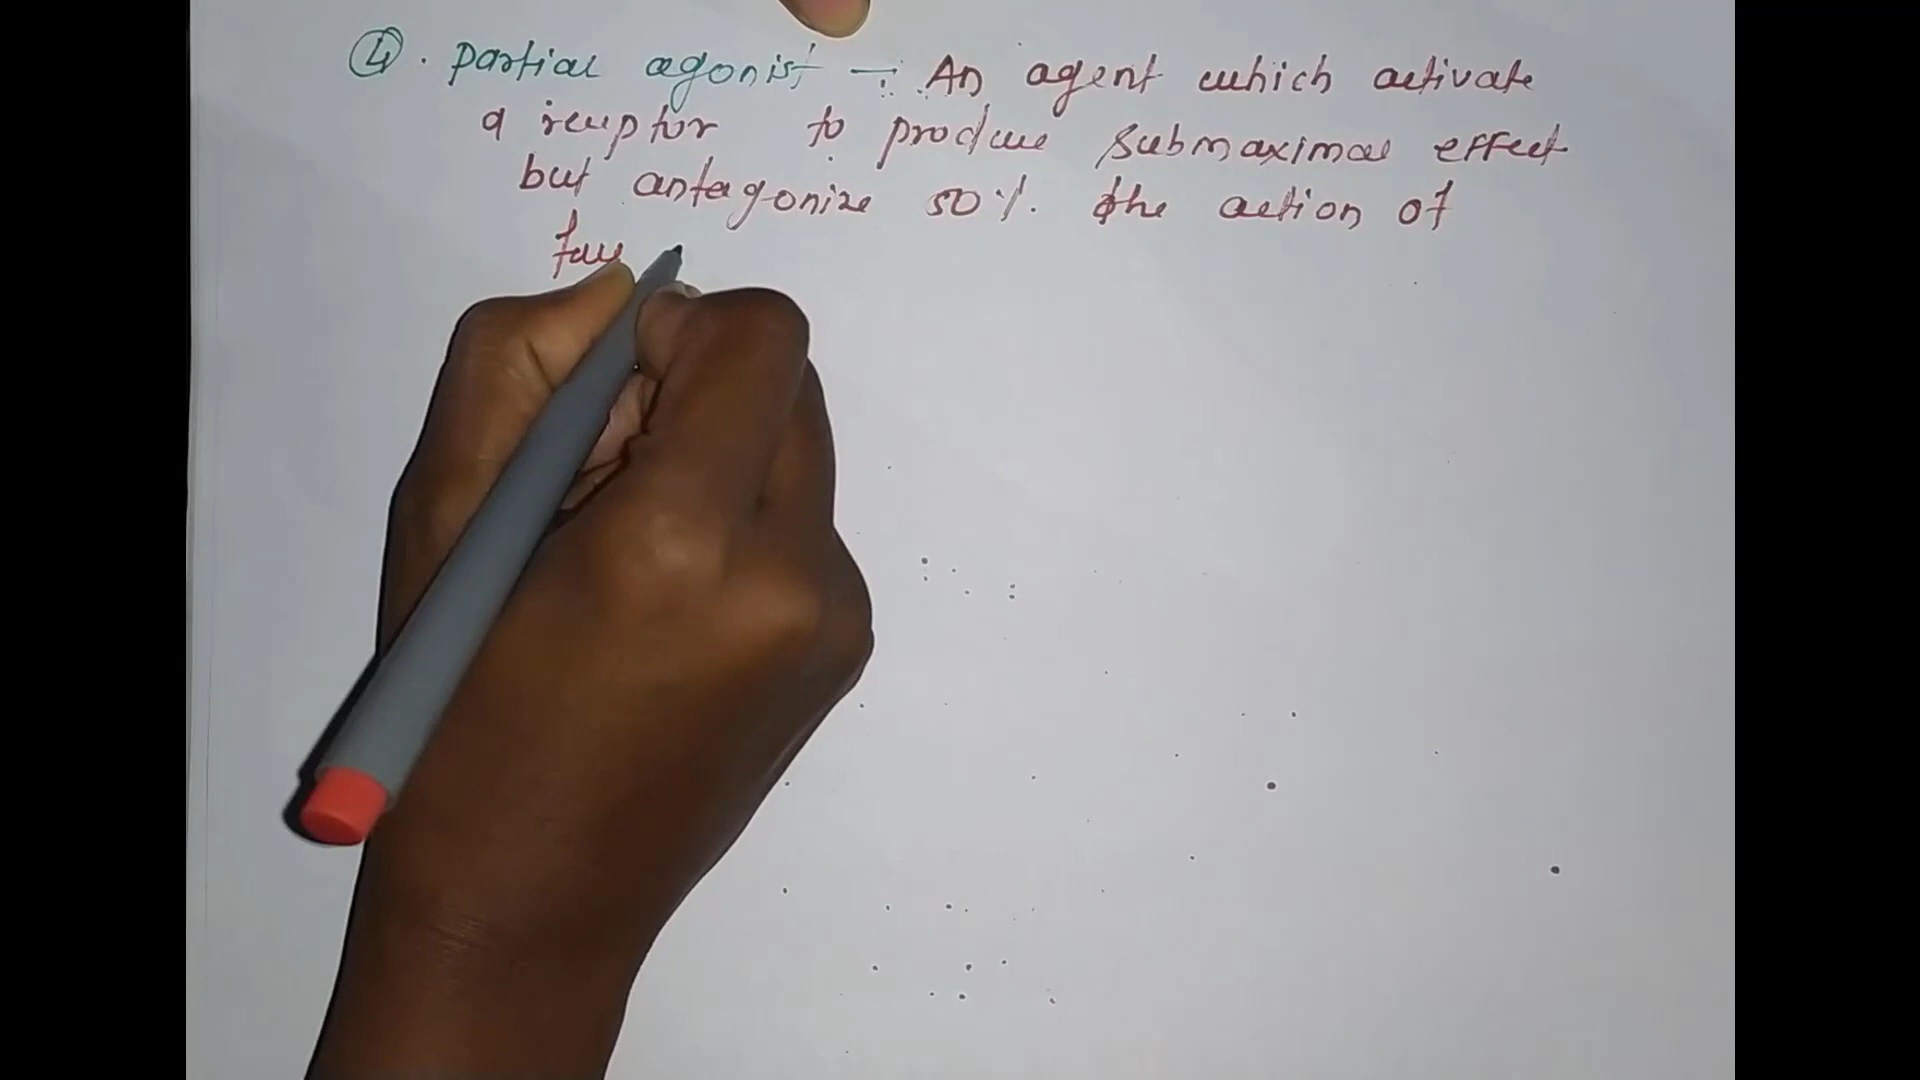 ④. Partial agonist —: An agent which activate
a receptor to produce submaximal effect
but antagonize 50%. the action of